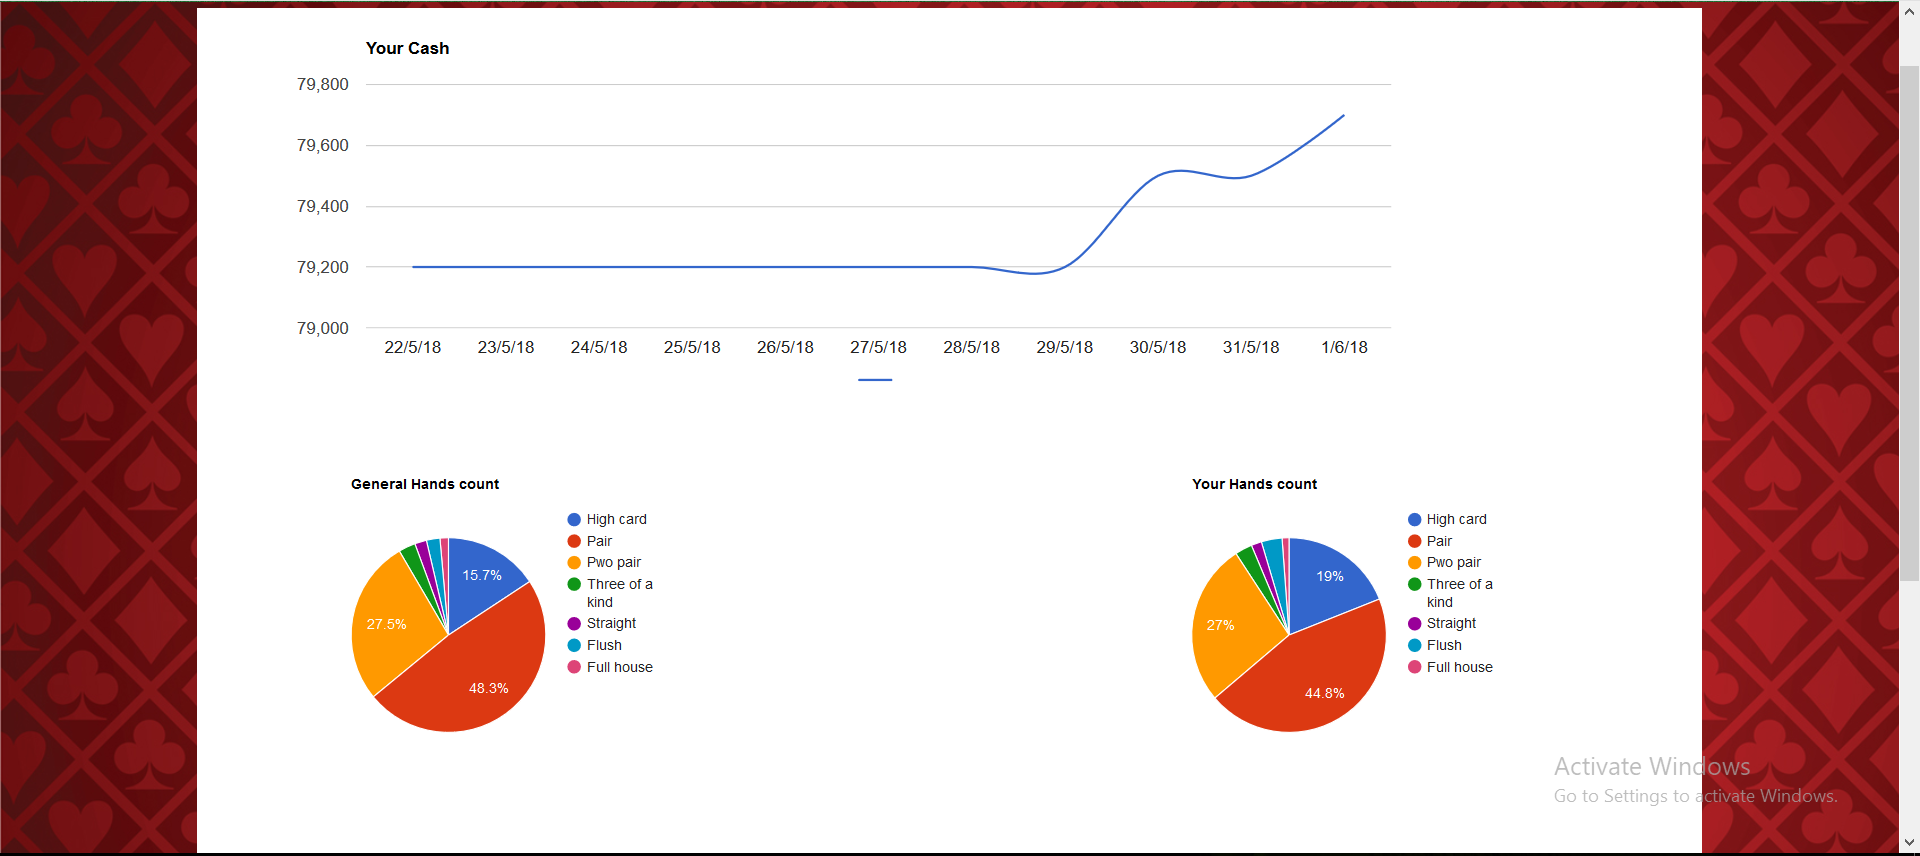 Your Cash
79,800
79,600
79,400
79,200
79,000
22/5/18 23/5/18 24/5/18 25/5/18 26/5/18 27/5/18 28/5/18 29/5/18 30/5/18 31/5/18 1/6/18
General Hands count
High card
Pair
Pwo pair
Three of a
kind
Straight
Flush
Full house
15.7%
27.5%
48.3%
Your Hands count
High card
Pair
Pwo pair
Three of a
kind
Straight
Flush
Full house
19%
27%
44.8%
Activate Windows
Go to Settings to activate Windows.